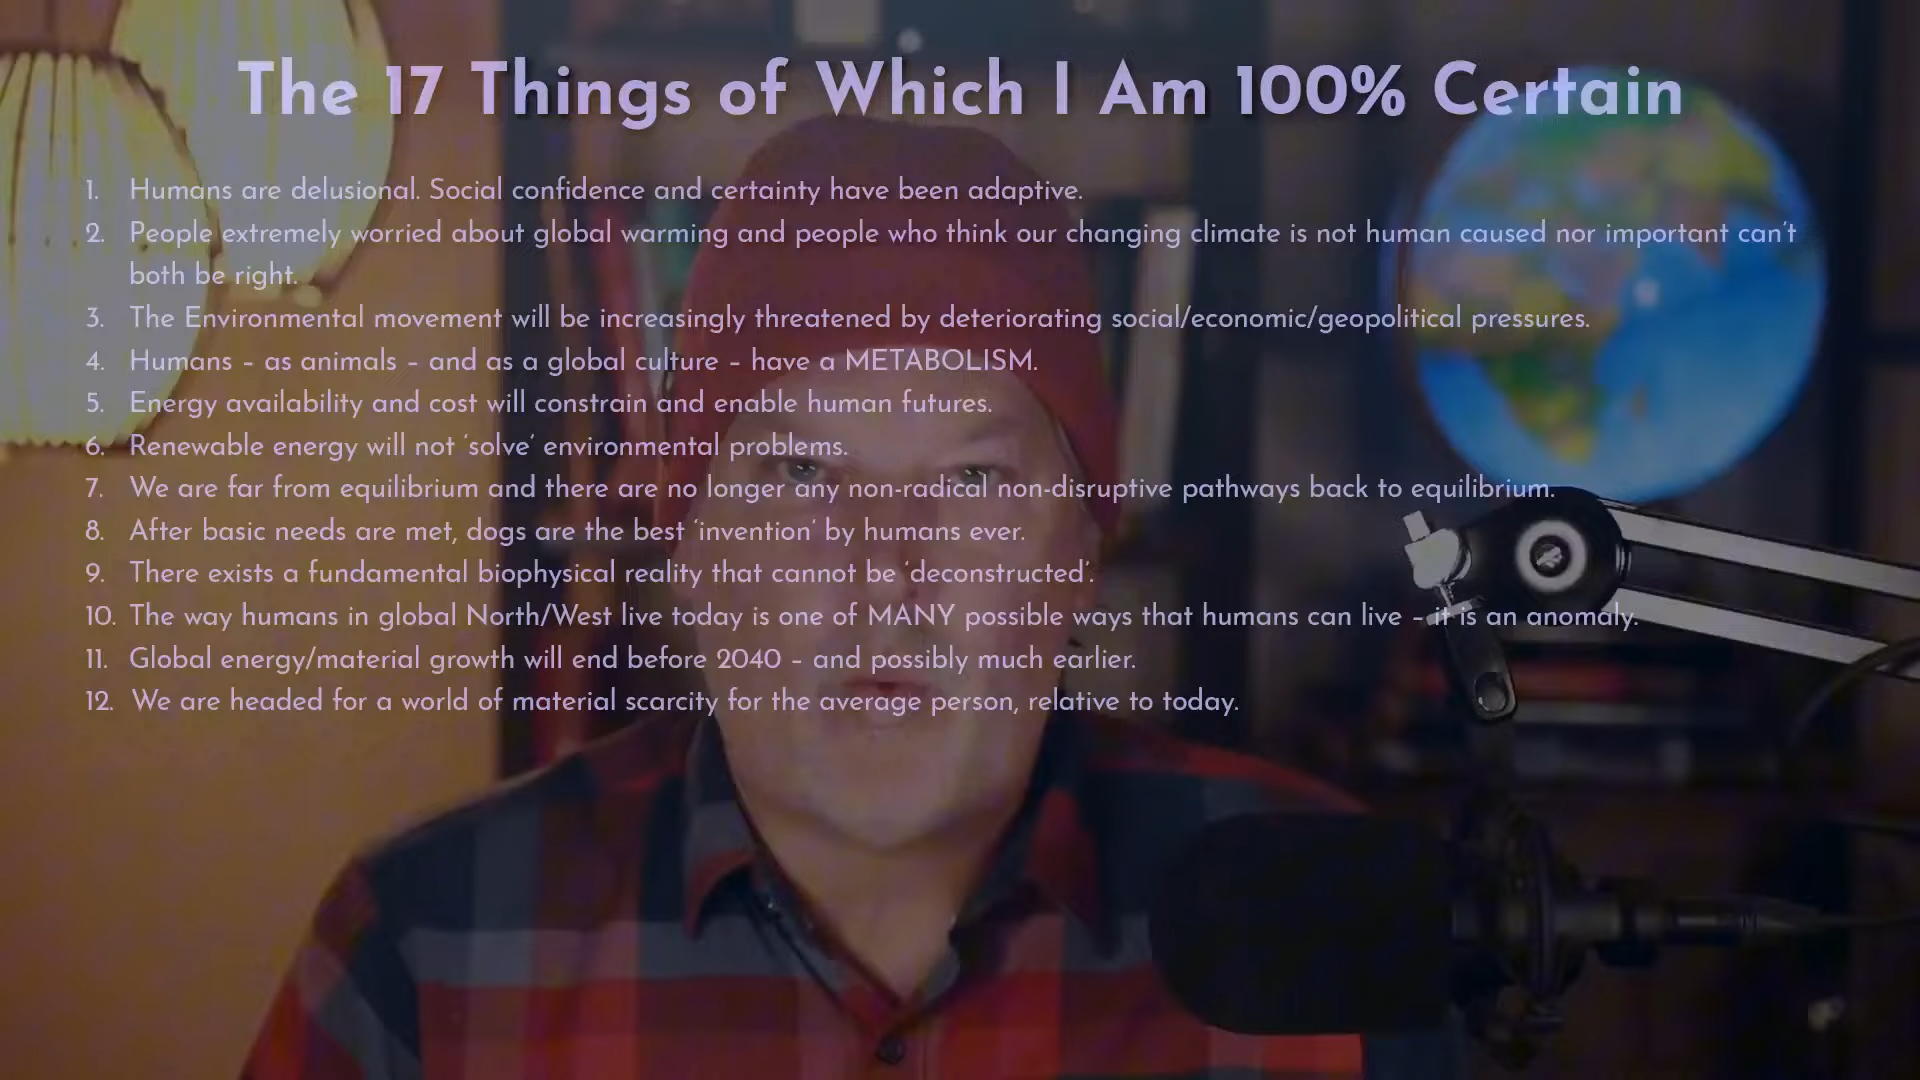 The 17 Things of Which I Am 100% Certain
1. Humans are delusional. Social confidence and certainty have been adaptive.
2. People extremely worried about global warming and people who think our changing climate is not human caused nor important can't
both be right.
3. The Environmental movement will be increasingly threatened by deteriorating social/economic/geopolitical pressures.
4. Humans – as animals – and as a global culture – have a METABOLISM.
5. Energy availability and cost will constrain and enable human futures.
6. Renewable energy will not 'solve' environmental problems.
7. We are far from equilibrium and there are no longer any non-radical non-disruptive pathways back to equilibrium.
8. After basic needs are met, dogs are the best 'invention' by humans ever.
9. There exists a fundamental biophysical reality that cannot be 'deconstructed'.
10. The way humans in global North/West live today is one of MANY possible ways that humans can live – it is an anomaly.
11. Global energy/material growth will end before 2040 – and possibly much earlier.
12. We are headed for a world of material scarcity for the average person, relative to today.